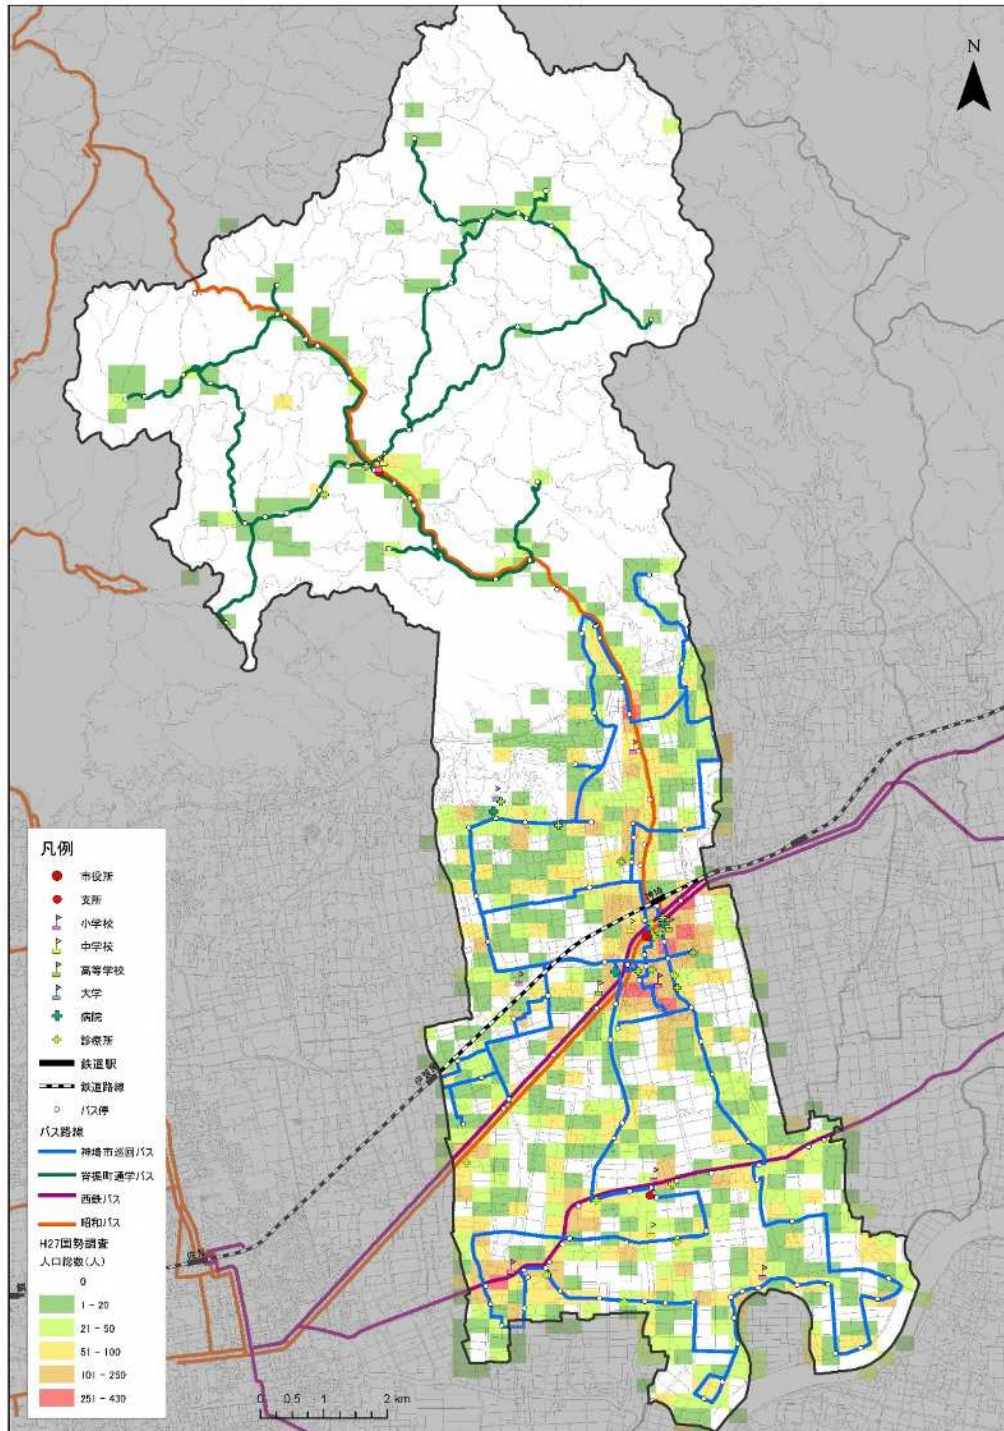 N
凡例
市役所
支所
小学校
中学校
高等学校
大学
病院
診療所
鉄道駅
鉄道路線
バス停
バス路線
神埼市巡回バス
脊振町通学バス
西鉄バス
昭和バス
H27国勢調査
人口総数(人)
0
1 - 20
21 - 50
51 - 100
101 - 250
251 - 430
0 0.5 1 2 km